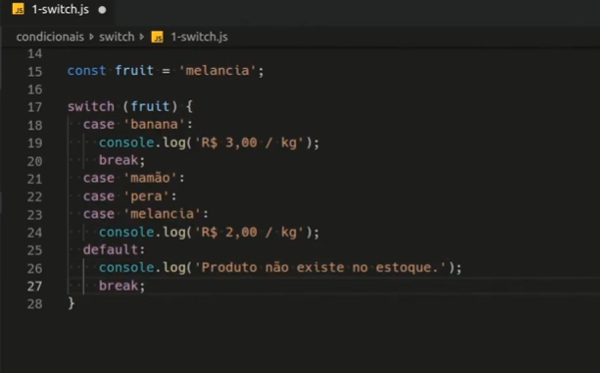 JS 1-switch.js ●
condicionais › switch › JS 1-switch.js
14
15 const fruit = 'melancia';
16
17 switch (fruit) {
18   case 'banana':
19     console.log('R$ 3,00 / kg');
20     break;
21   case 'mamão':
22   case 'pera':
23   case 'melancia':
24     console.log('R$ 2,00 / kg');
25   default:
26     console.log('Produto não existe no estoque.');
27     break;
28 }